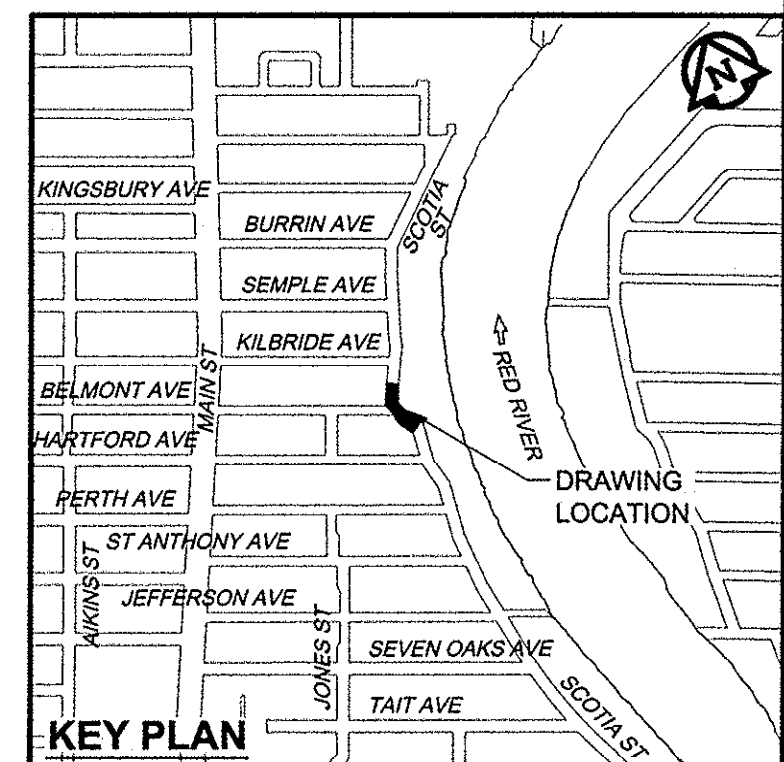 N
KINGSBURY AVE
BURRIN AVE
SCOTIA
ST
SEMPLE AVE
KILBRIDE AVE
MAIN ST
RED RIVER
BELMONT AVE
HARTFORD AVE
DRAWING
LOCATION
PERTH AVE
ST ANTHONY AVE
AIKINS ST
JEFFERSON AVE
JONES ST
SEVEN OAKS AVE
SCOTIA ST
TAIT AVE
KEY PLAN